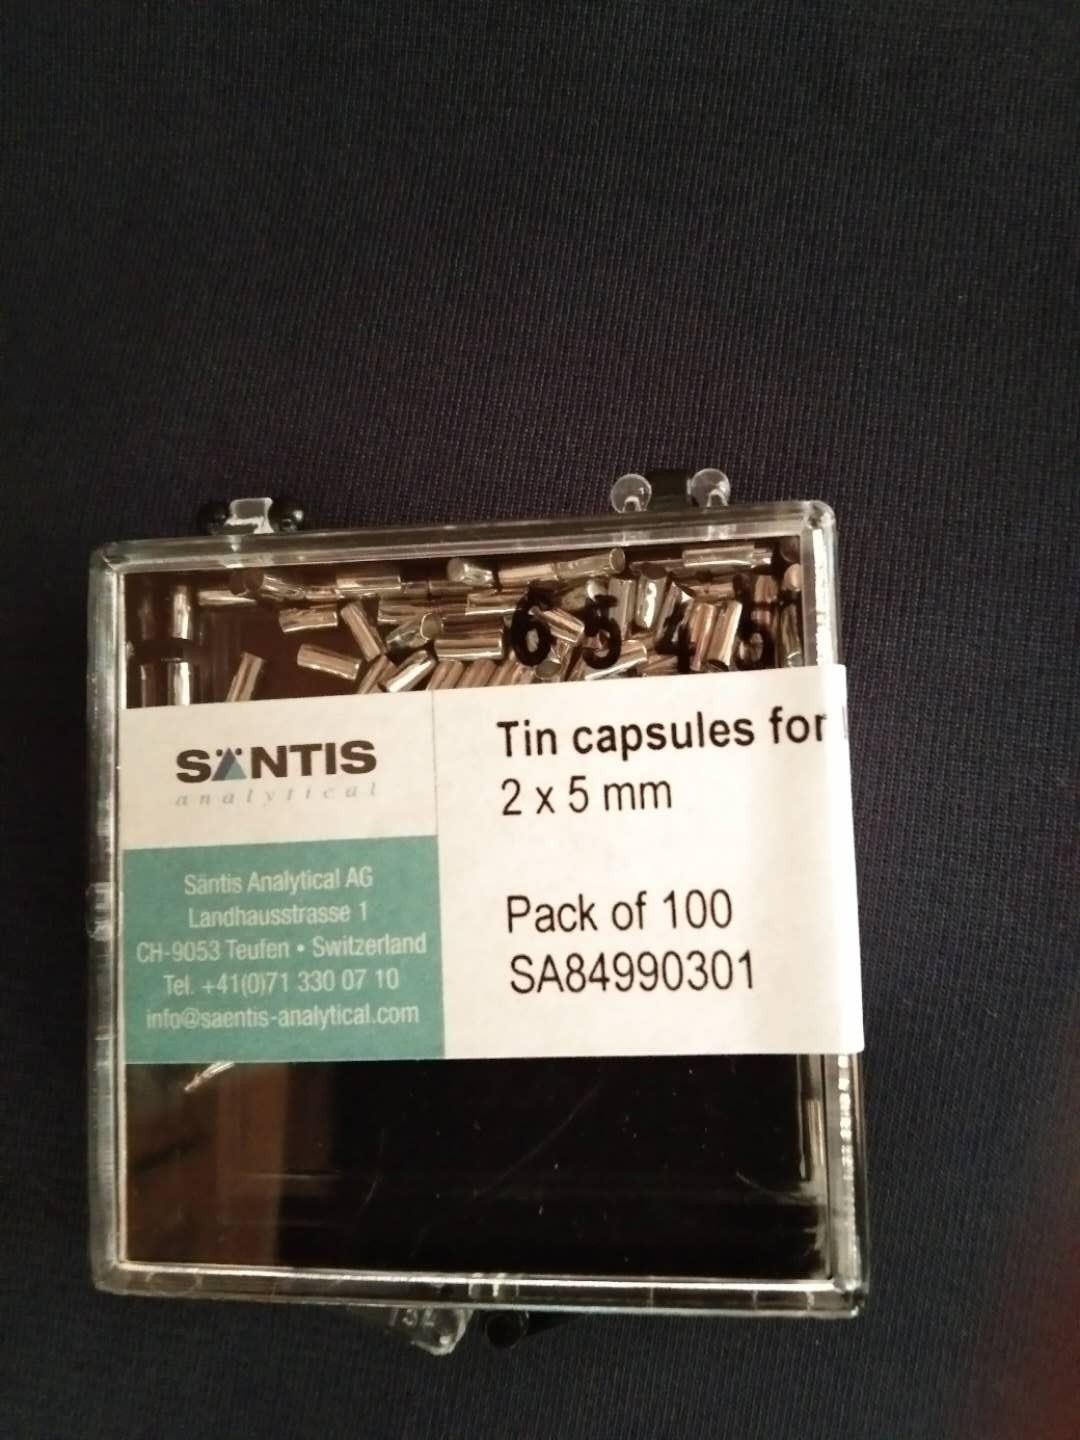 6 5 4
Tin capsules for
2 x 5 mm
Pack of 100
SA84990301
SÄNTIS
analytical
Säntis Analytical AG
Landhausstrasse 1
CH-9053 Teufen • Switzerland
Tel. +41(0)71 330 07 10
info@saentis-analytical.com